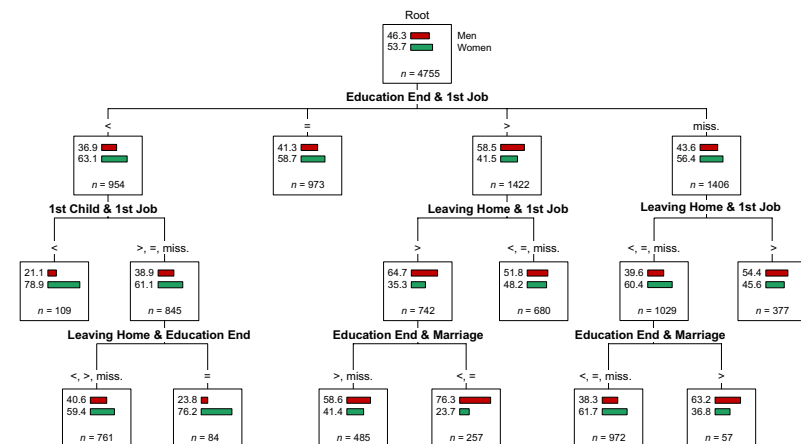 Root
46.3 Men
53.7 Women
n = 4755
Education End & 1st Job
< = > miss.
36.9 41.3 58.5 43.6
63.1 58.7 41.5 56.4
n = 954 n = 973 n = 1422 n = 1406
1st Child & 1st Job Leaving Home & 1st Job Leaving Home & 1st Job
< >, =, miss. > <, =, miss. <, =, miss. >
21.1 38.9 64.7 51.8 39.6 54.4
78.9 61.1 35.3 48.2 60.4 45.6
n = 109 n = 845 n = 742 n = 680 n = 1029 n = 377
Leaving Home & Education End Education End & Marriage Education End & Marriage
<, >, miss. = >, miss. <, = <, =, miss. >
40.6 23.8 58.6 76.3 38.3 63.2
59.4 76.2 41.4 23.7 61.7 36.8
n = 761 n = 84 n = 485 n = 257 n = 972 n = 57